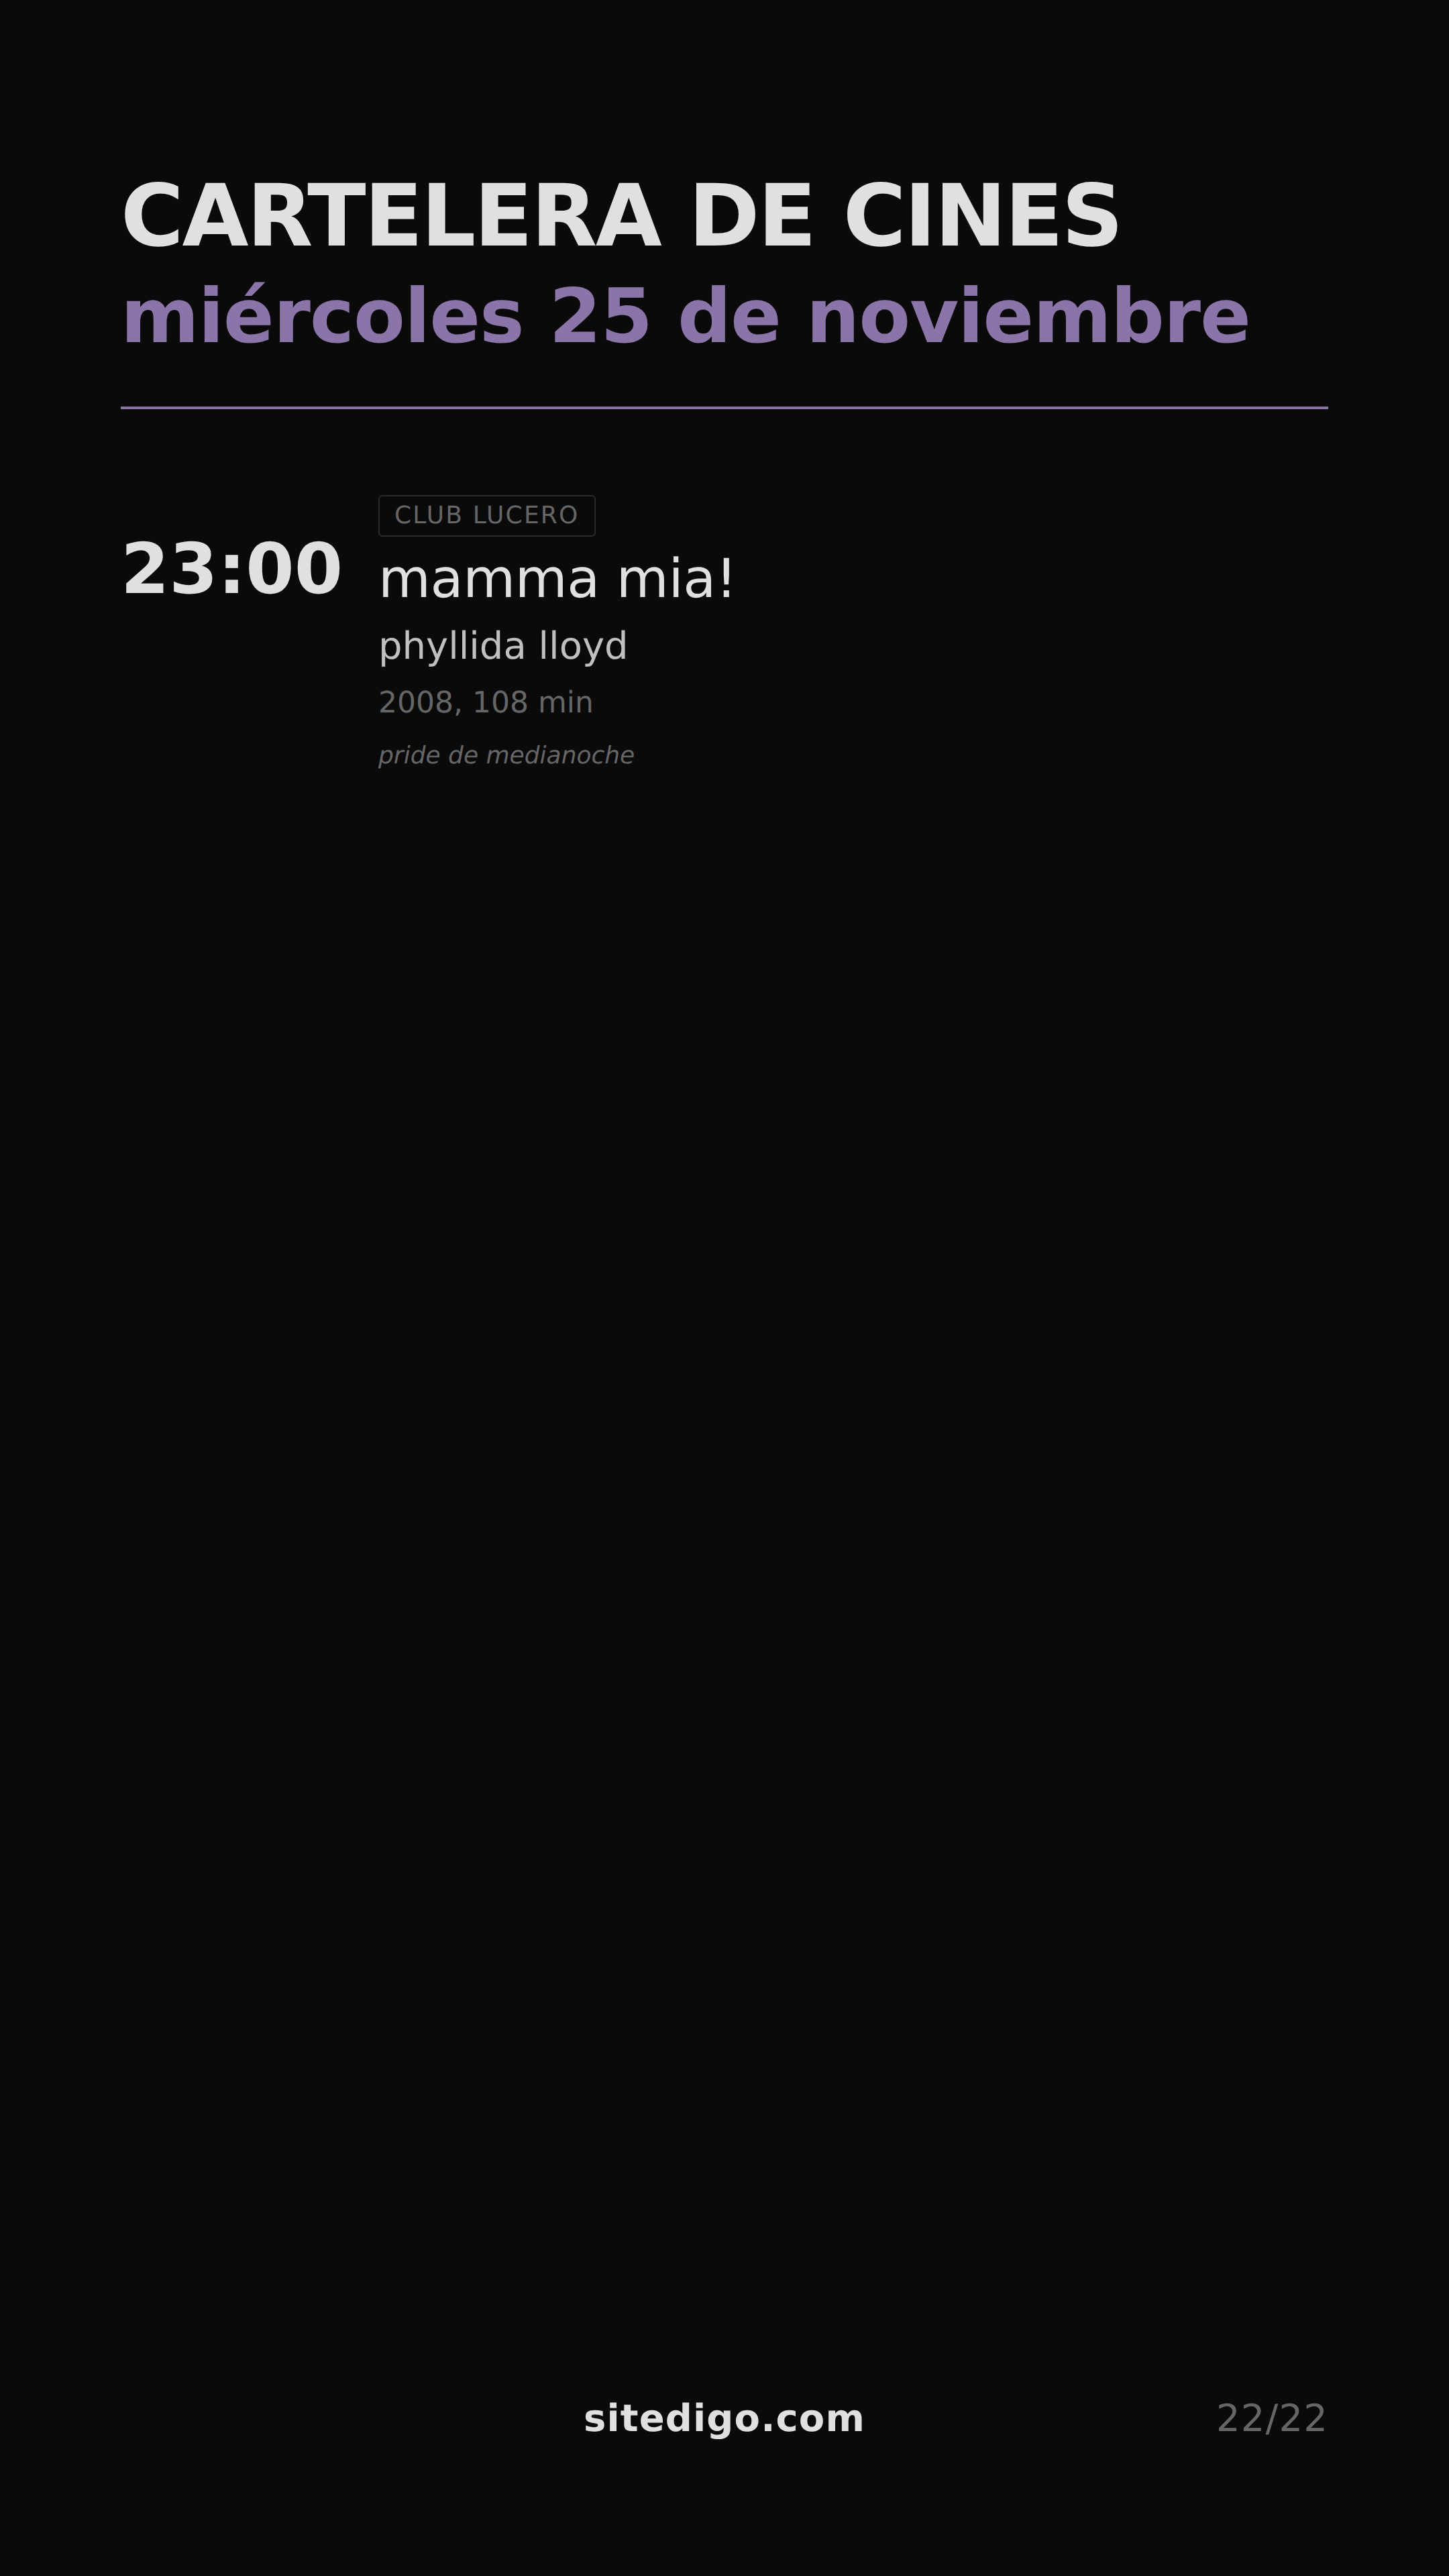 CARTELERA DE CINES
miércoles 25 de noviembre
CLUB LUCERO
23:00
mamma mia!
phyllida lloyd
2008, 108 min
pride de medianoche
sitedigo.com
22/22